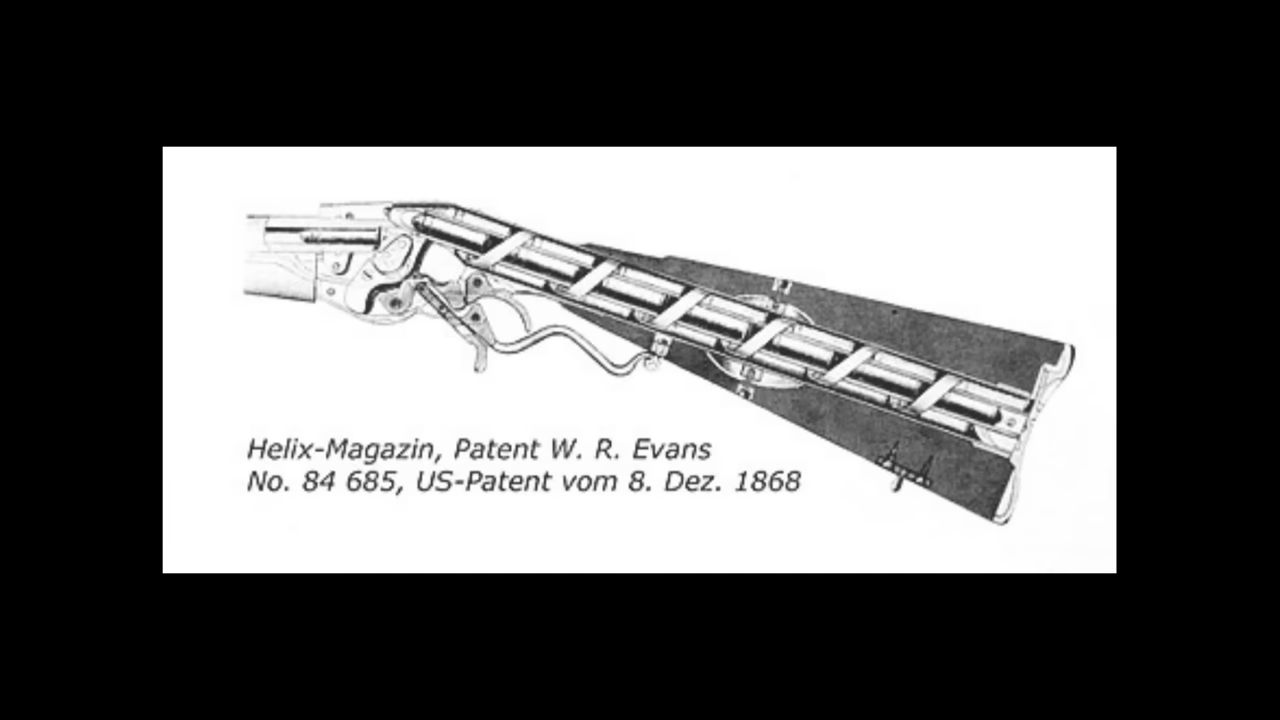 Helix-Magazin, Patent W. R. Evans
No. 84 685, US-Patent vom 8. Dez. 1868